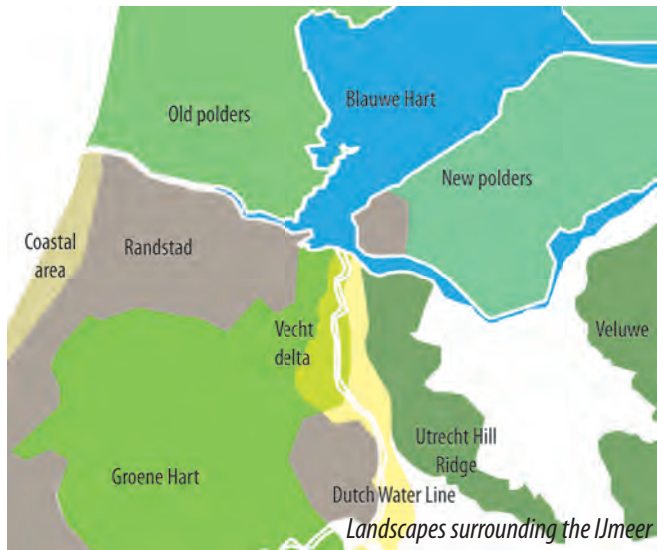 Blauwe Hart
Old polders
New polders
Coastal
area
Randstad
Vecht
delta
Veluwe
Utrecht Hill
Ridge
Groene Hart
Dutch Water Line
Landscapes surrounding the IJmeer